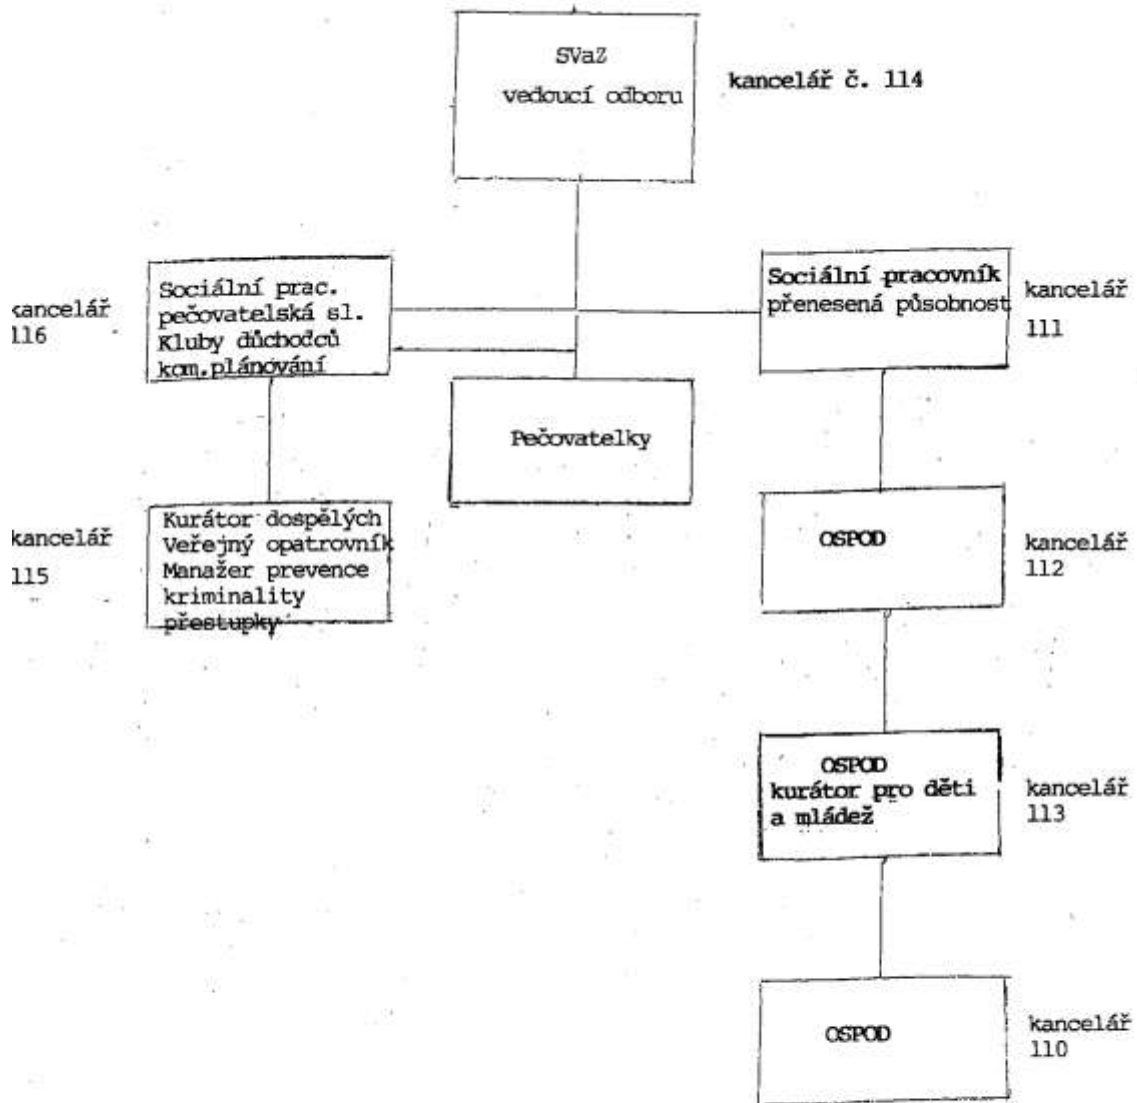 SVaZ
vedoucí odboru
kancelář č. 114
kancelář
116
Sociální prac.
pečovatelská sl.
Kluby důchodců
kom.plánování
Sociální pracovník
přenesená působnost
kancelář
111
Pečovatelky
kancelář
115
Kurátor dospělých
Veřejný opatrovník
Manažer prevence
kriminality
přestupky
OSPOD
kancelář
112
OSPOD
kurátor pro děti
a mládež
kancelář
113
OSPOD
kancelář
110